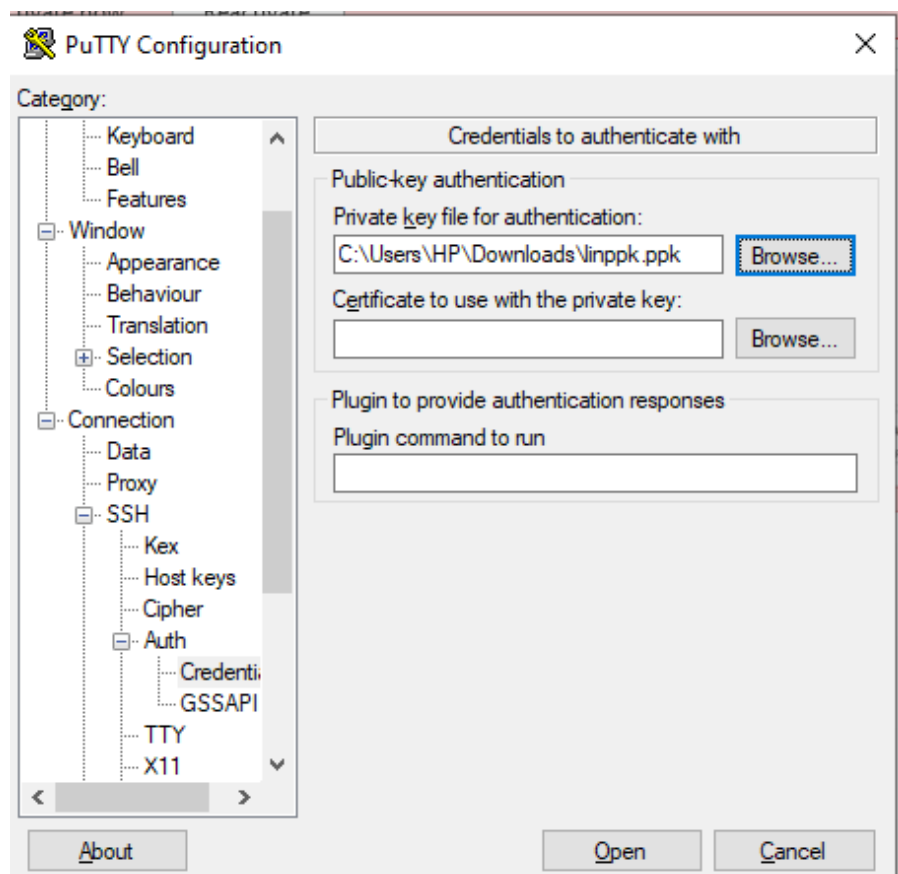 PuTTY Configuration
Category:
Keyboard
Bell
Features
Window
Appearance
Behaviour
Translation
Selection
Colours
Connection
Data
Proxy
SSH
Kex
Host keys
Cipher
Auth
Credentia
GSSAPI
TTY
X11
Credentials to authenticate with
Public-key authentication
Private key file for authentication:
C:\Users\HP\Downloads\linppk.ppk Browse...
Certificate to use with the private key:
Browse...
Plugin to provide authentication responses
Plugin command to run
About Open Cancel